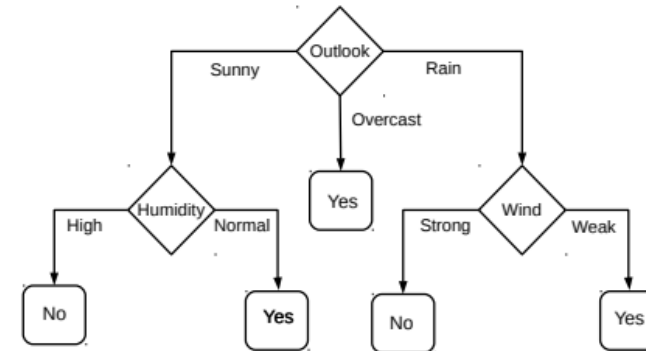 Outlook
Sunny
Rain
Overcast
Humidity
Yes
Wind
High
Normal
Strong
Weak
No
Yes
No
Yes